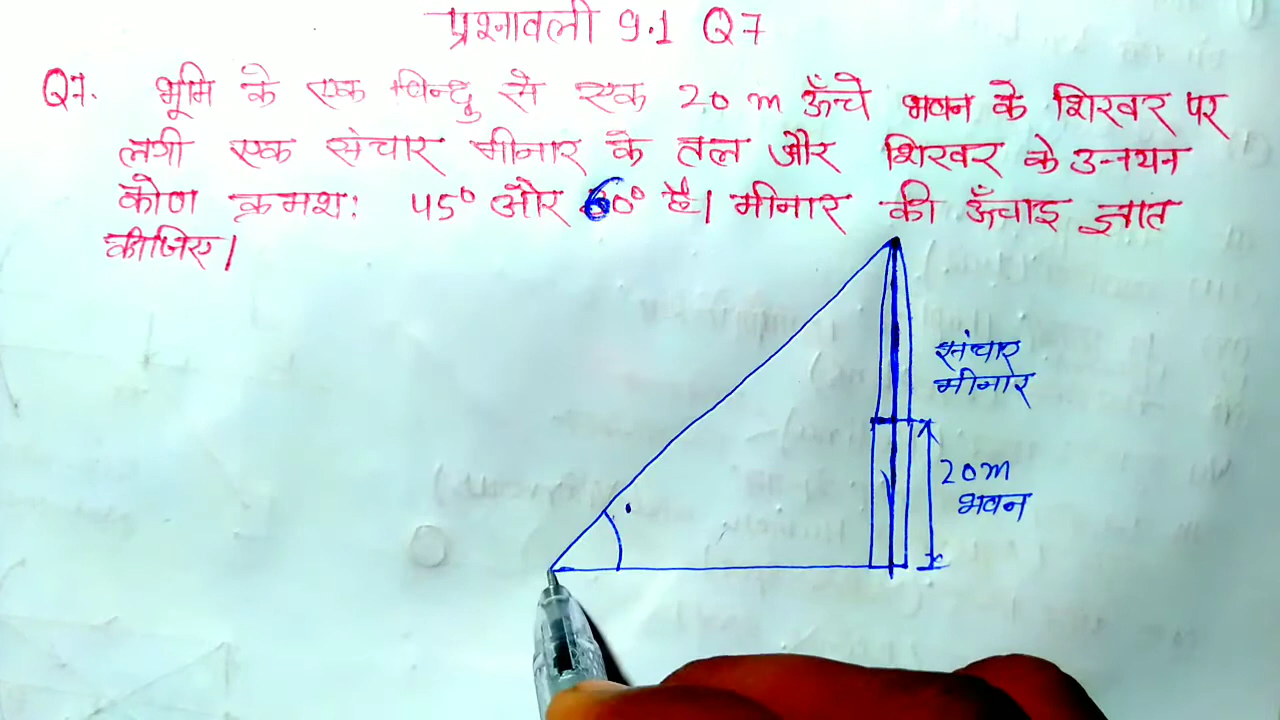 प्रश्नावली 9.1 Q7
Q7. भूमि के एक बिन्दु से एक 20 m ऊँचे भवन के शिखर पर
लगी एक संचार मीनार के तल और शिखर के उन्नयन
कोण क्रमशः 45° और 60° है। मीनार की ऊँचाइ ज्ञात
कीजिए।
संचार
मीनार
20m
भवन